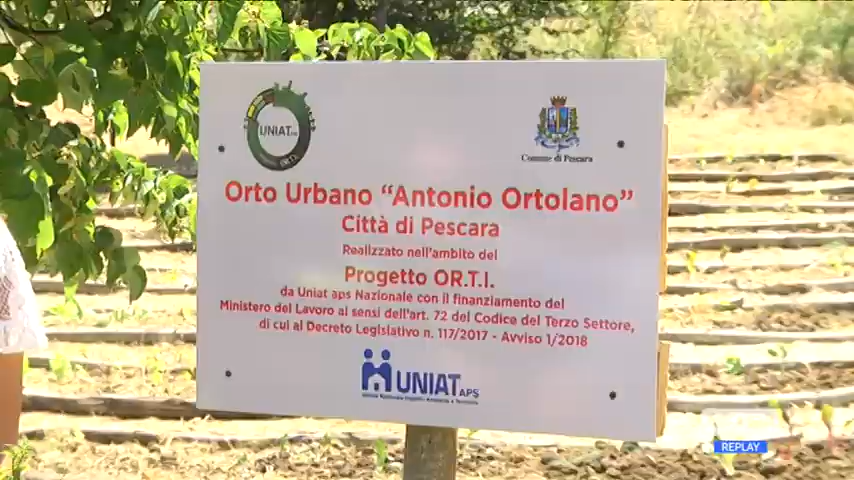 UNIAT aps
OR.T.I.
Comune di Pescara
Orto Urbano “Antonio Ortolano”
Città di Pescara
Realizzato nell'ambito del
Progetto OR.T.I.
da Uniat aps Nazionale con il finanziamento del
Ministero del Lavoro ai sensi dell'art. 72 del Codice del Terzo Settore,
di cui al Decreto Legislativo n. 117/2017 - Avviso 1/2018
UNIAT APS
REPLAY